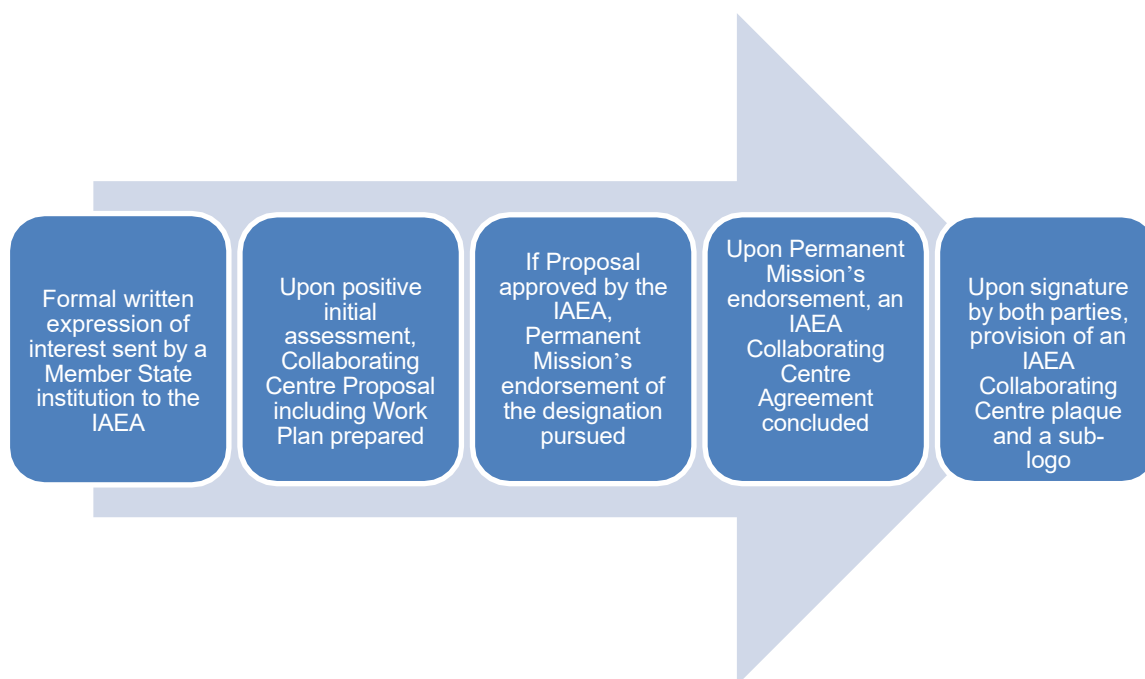 Formal written
expression of
interest sent by a
Member State
institution to the
IAEA
Upon positive
initial
assessment,
Collaborating
Centre Proposal
including Work
Plan prepared
If Proposal
approved by the
IAEA,
Permanent
Mission’s
endorsement of
the designation
pursued
Upon Permanent
Mission’s
endorsement, an
IAEA
Collaborating
Centre
Agreement
concluded
Upon signature
by both parties,
provision of an
IAEA
Collaborating
Centre plaque
and a sub-
logo